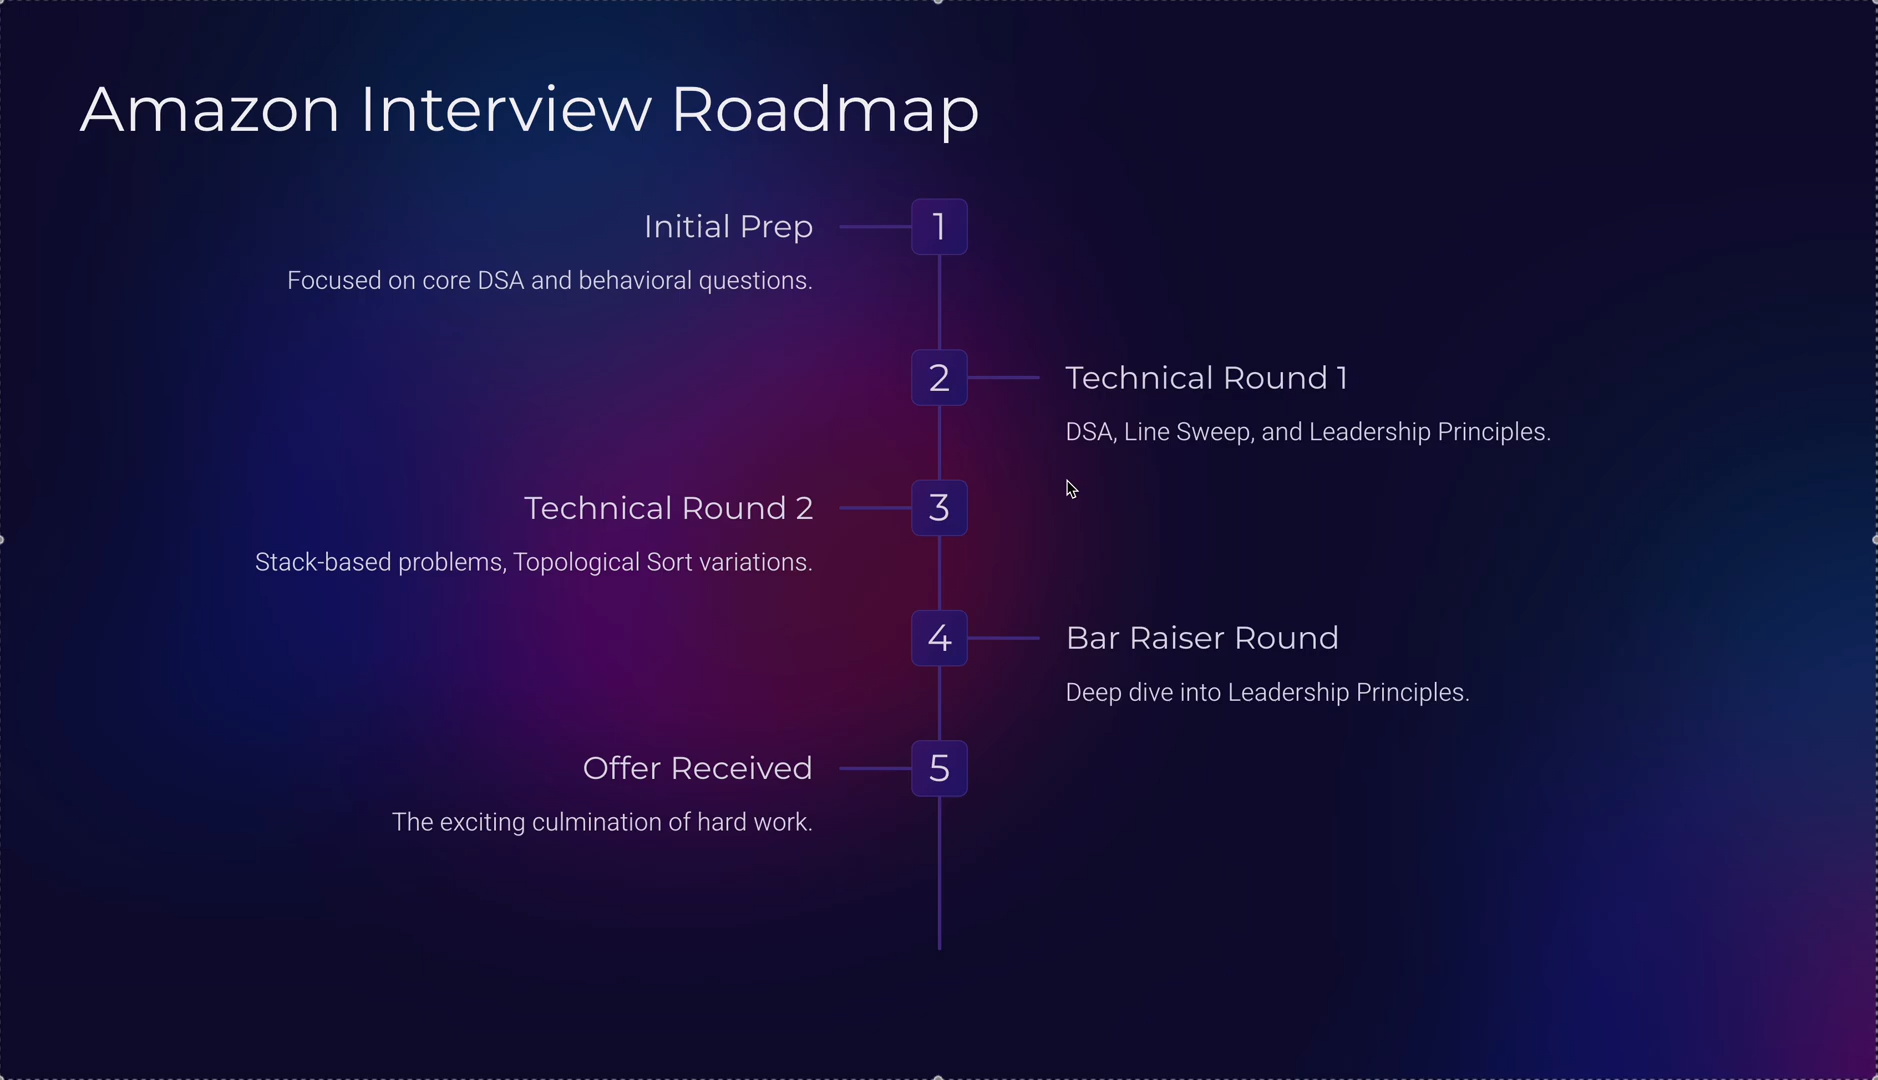 Amazon Interview Roadmap
Initial Prep
1
Focused on core DSA and behavioral questions.
2
Technical Round 1
DSA, Line Sweep, and Leadership Principles.
Technical Round 2
3
Stack-based problems, Topological Sort variations.
4
Bar Raiser Round
Deep dive into Leadership Principles.
Offer Received
5
The exciting culmination of hard work.